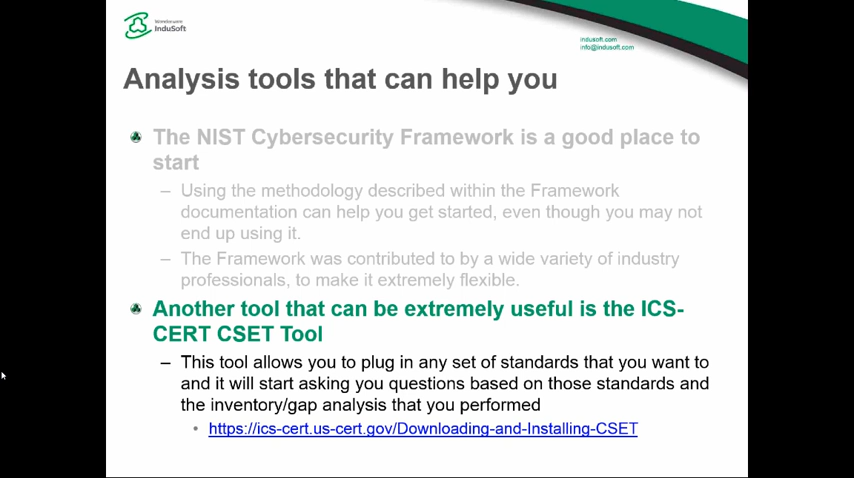 Wonderware
InduSoft
indusoft.com
info@indusoft.com
Analysis tools that can help you
The NIST Cybersecurity Framework is a good place to
start
– Using the methodology described within the Framework
documentation can help you get started, even though you may not
end up using it.
– The Framework was contributed to by a wide variety of industry
professionals, to make it extremely flexible.
Another tool that can be extremely useful is the ICS-
CERT CSET Tool
– This tool allows you to plug in any set of standards that you want to
and it will start asking you questions based on those standards and
the inventory/gap analysis that you performed
• https://ics-cert.us-cert.gov/Downloading-and-Installing-CSET